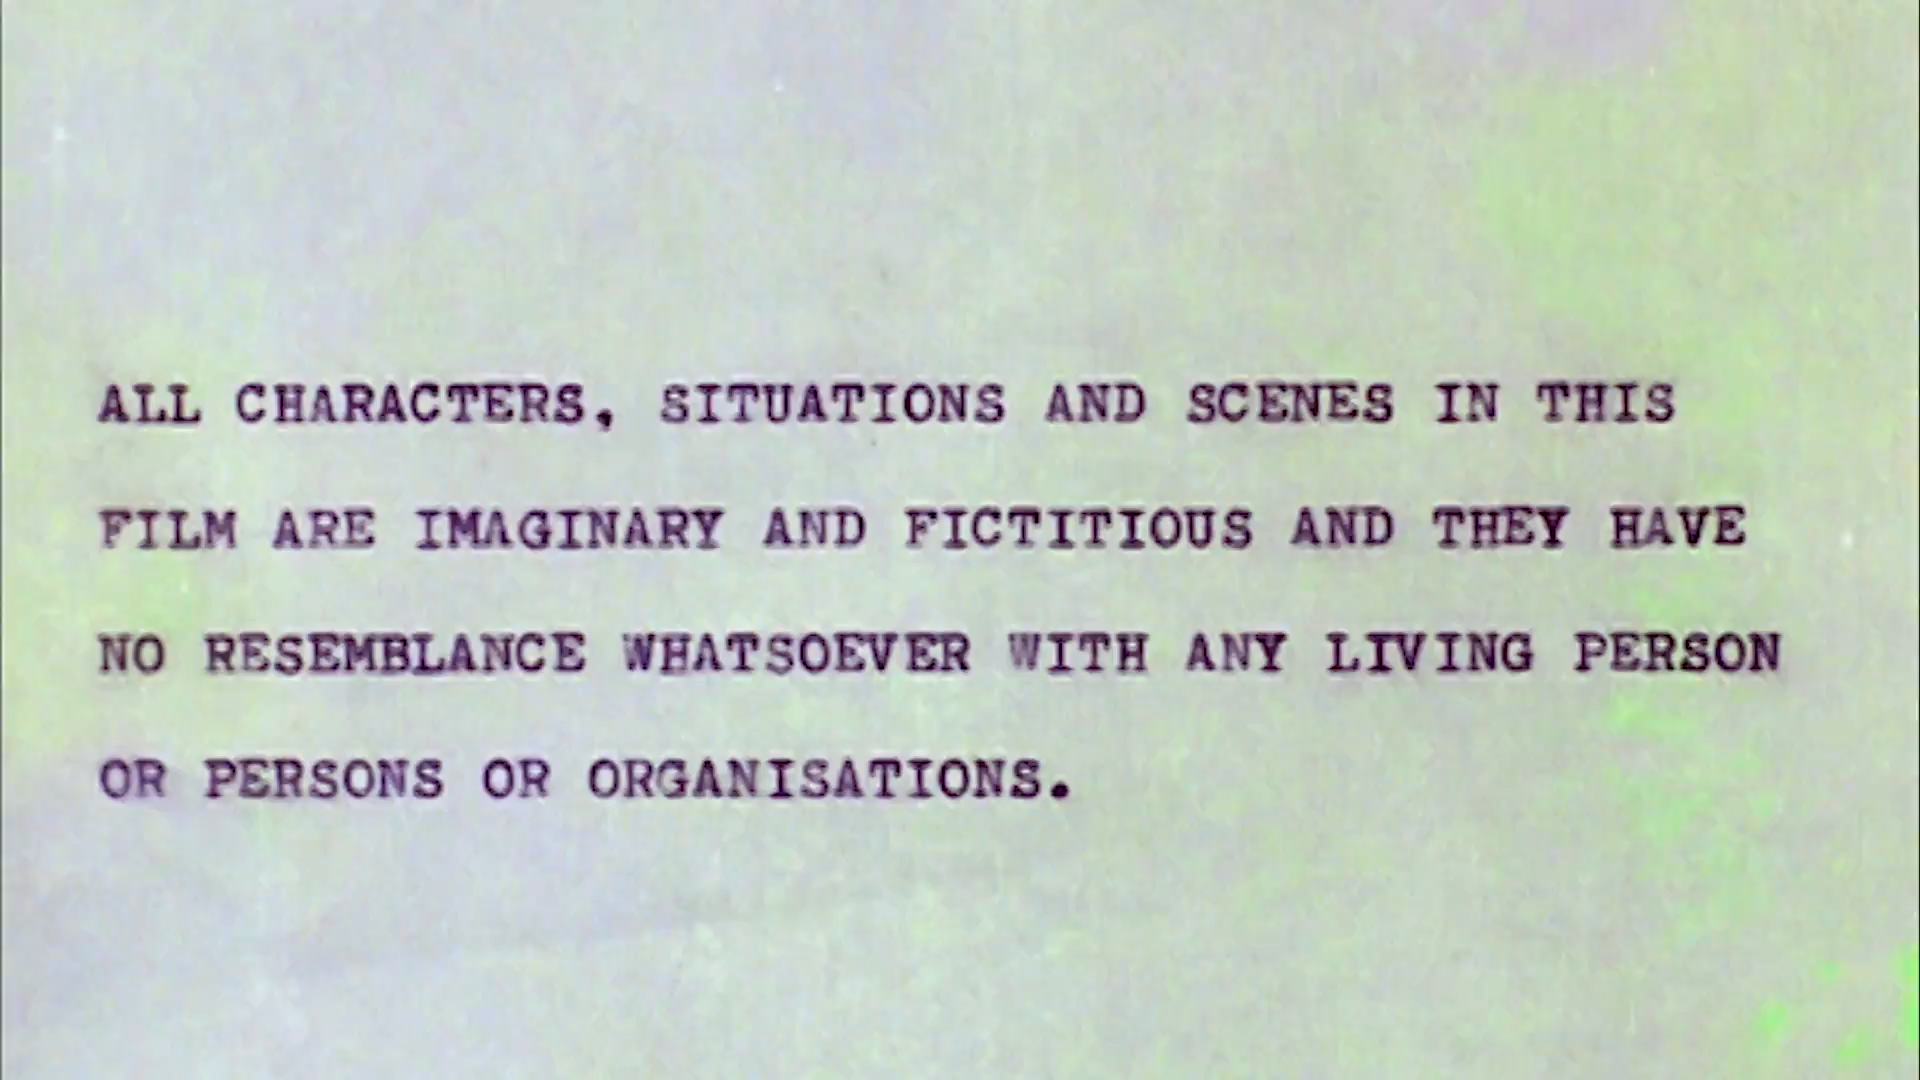 ALL CHARACTERS, SITUATIONS AND SCENES IN THIS
FILM ARE IMAGINARY AND FICTITIOUS AND THEY HAVE
NO RESEMBLANCE WHATSOEVER WITH ANY LIVING PERSON
OR PERSONS OR ORGANISATIONS.